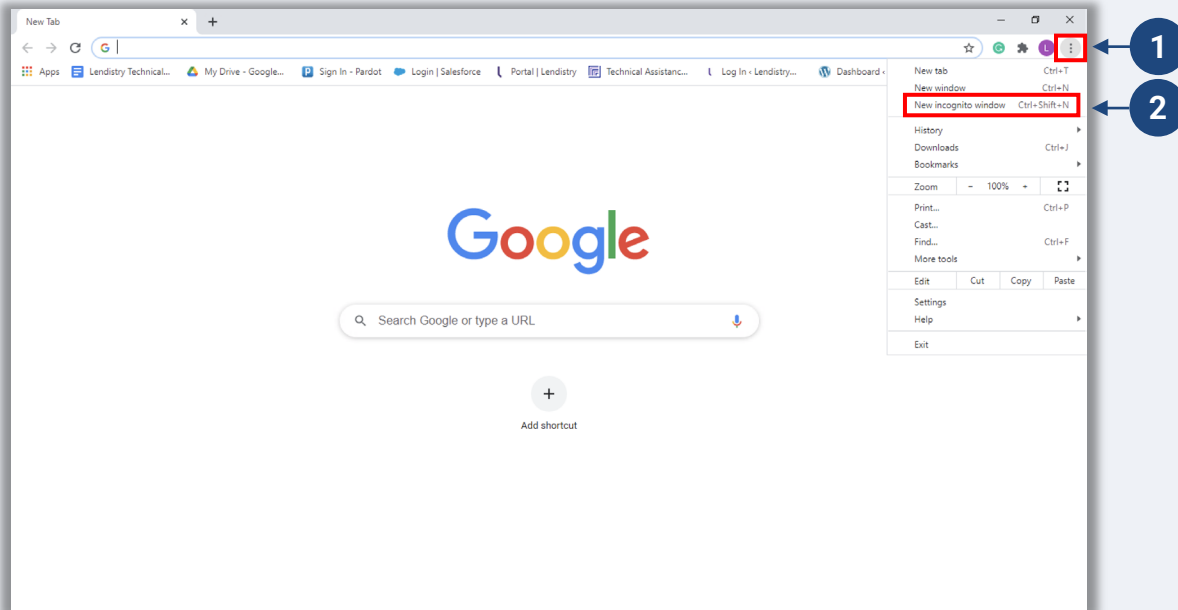 New Tab
1
Apps Lendistry Technical... My Drive - Google... Sign In - Pardot Login | Salesforce Portal | Lendistry Technical Assistanc... Log In ‹ Lendistry... Dashboard ‹
L
New tab Ctrl+T
New window Ctrl+N
New incognito window Ctrl+Shift+N
2
History
Downloads Ctrl+J
Bookmarks
Zoom - 100% +
Print... Ctrl+P
Cast...
Find... Ctrl+F
More tools
Edit Cut Copy Paste
Settings
Help
Exit
Google
Search Google or type a URL
Add shortcut